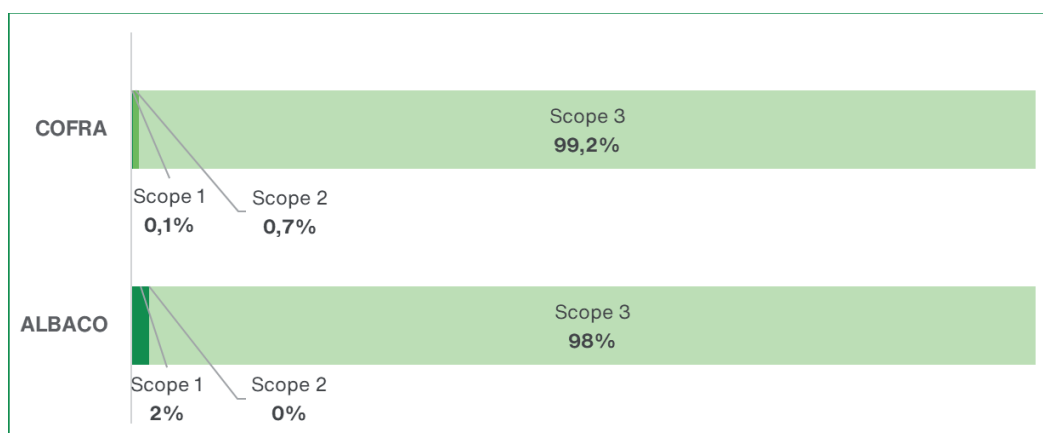 COFRA
Scope 3
99,2%
Scope 1
0,1%
Scope 2
0,7%
ALBACO
Scope 3
98%
Scope 1
2%
Scope 2
0%